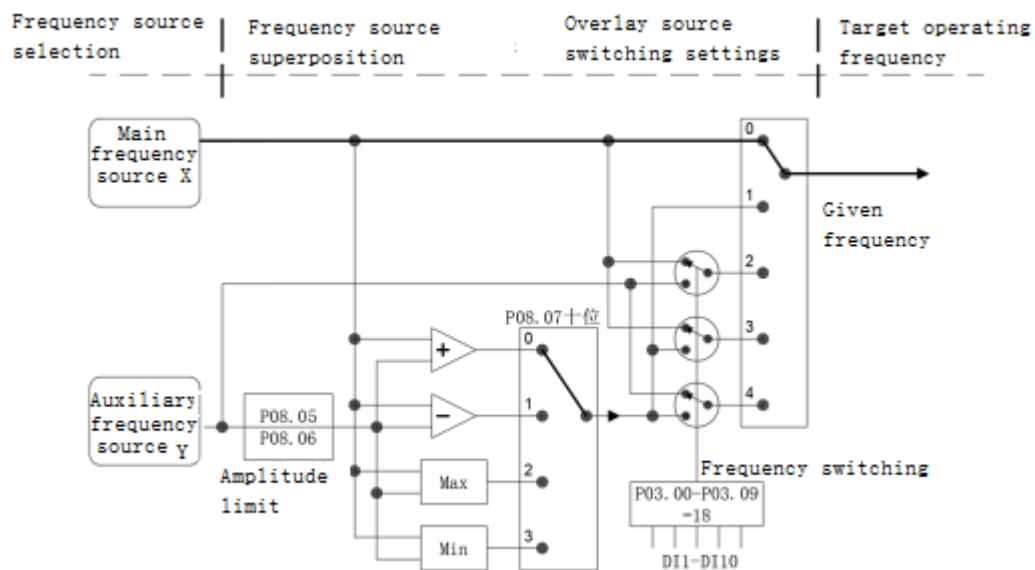 Frequency source
selection
Frequency source
superposition
Overlay source
switching settings
Target operating
frequency
Main
frequency
source X
0
1
2
3
4
Given
frequency
P08.07十位
0
1
2
3
+
−
Max
Min
Auxiliary
frequency
source Y
P08.05
P08.06
Amplitude
limit
Frequency switching
P03.00-P03.09
=18
DI1-DI10